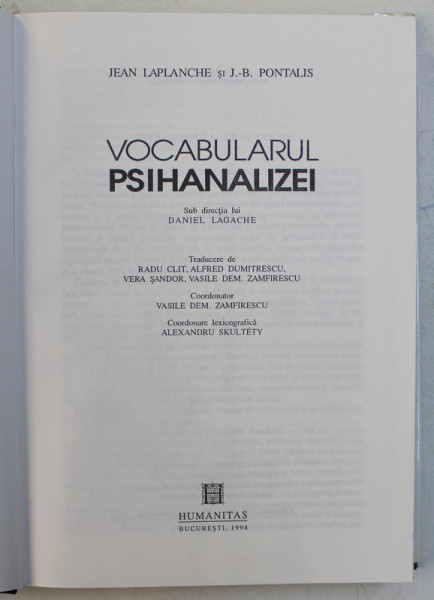 JEAN LAPLANCHE ȘI J.-B. PONTALIS
VOCABULARUL
PSIHANALIZEI
Sub direcția lui
DANIEL LAGACHE
Traducere de
RADU CLIT, ALFRED DUMITRESCU,
VERA ȘANDOR, VASILE DEM. ZAMFIRESCU
Coordonator
VASILE DEM. ZAMFIRESCU
Coordonare lexicografică
ALEXANDRU SKULTÉTY
HUMANITAS
BUCUREȘTI, 1994